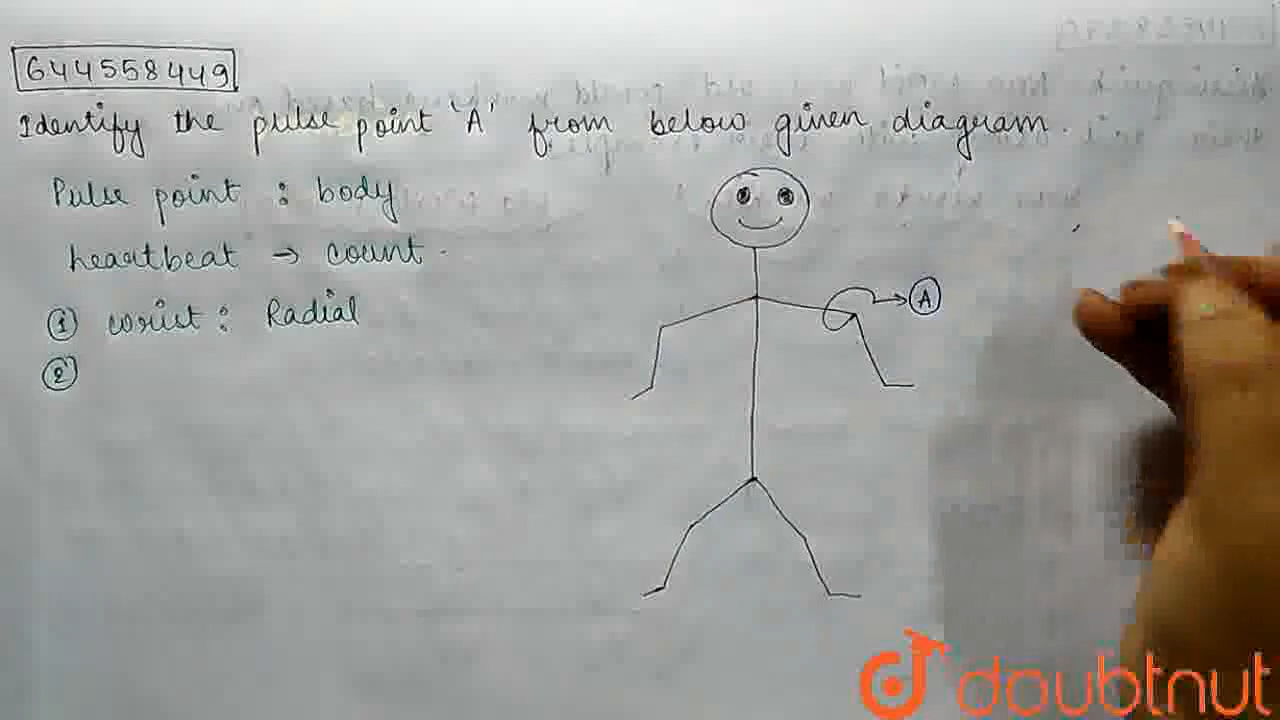 644558449
Identify the pulse point 'A' from below given diagram.
Pulse point : body
heartbeat → count.
① wrist : Radial
②
A
doubtnut